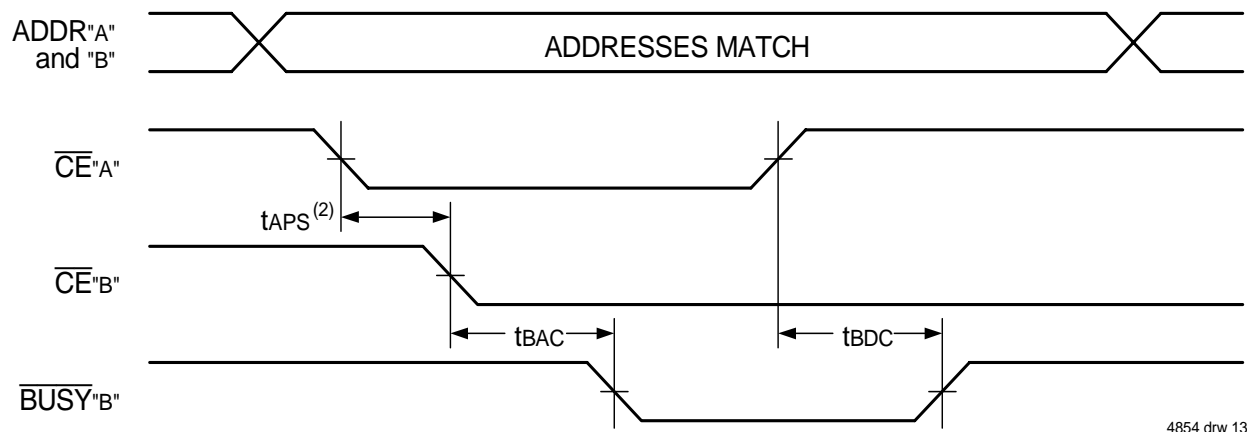 ADDR"A"
and "B"
ADDRESSES MATCH
CE"A"
tAPS(2)
CE"B"
tBAC
tBDC
BUSY"B"
4854 drw 13